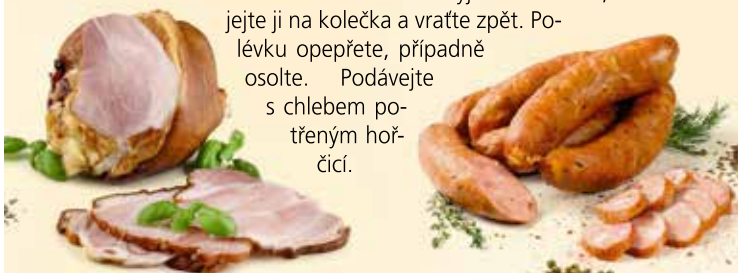 jejte ji na kolečka a vraťte zpět. Po-
lévku opepřete, případně
osolte. Podávejte
s chlebem po-
třeným hoř-
čicí.